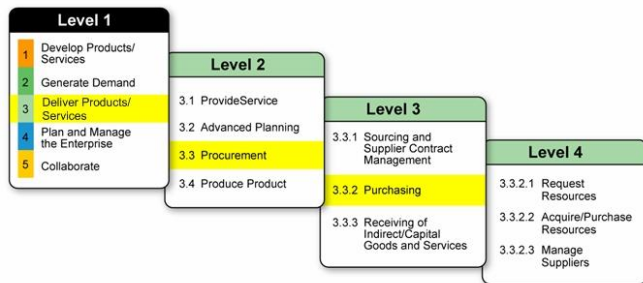 Level 1
1 Develop Products/
Services
2 Generate Demand
3 Deliver Products/
Services
4 Plan and Manage
the Enterprise
5 Collaborate
Level 2
3.1 ProvideService
3.2 Advanced Planning
3.3 Procurement
3.4 Produce Product
Level 3
3.3.1 Sourcing and
Supplier Contract
Management
3.3.2 Purchasing
3.3.3 Receiving of
Indirect/Capital
Goods and Services
Level 4
3.3.2.1 Request
Resources
3.3.2.2 Acquire/Purchase
Resources
3.3.2.3 Manage
Suppliers